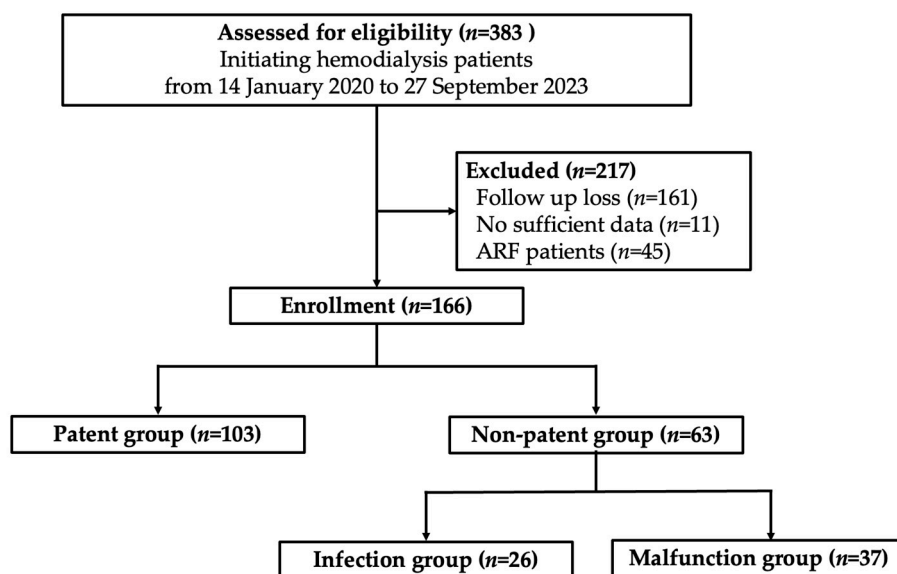 Assessed for eligibility (n=383 )
Initiating hemodialysis patients
from 14 January 2020 to 27 September 2023
Excluded (n=217)
Follow up loss (n=161)
No sufficient data (n=11)
ARF patients (n=45)
Enrollment (n=166)
Patent group (n=103)
Non-patent group (n=63)
Infection group (n=26)
Malfunction group (n=37)